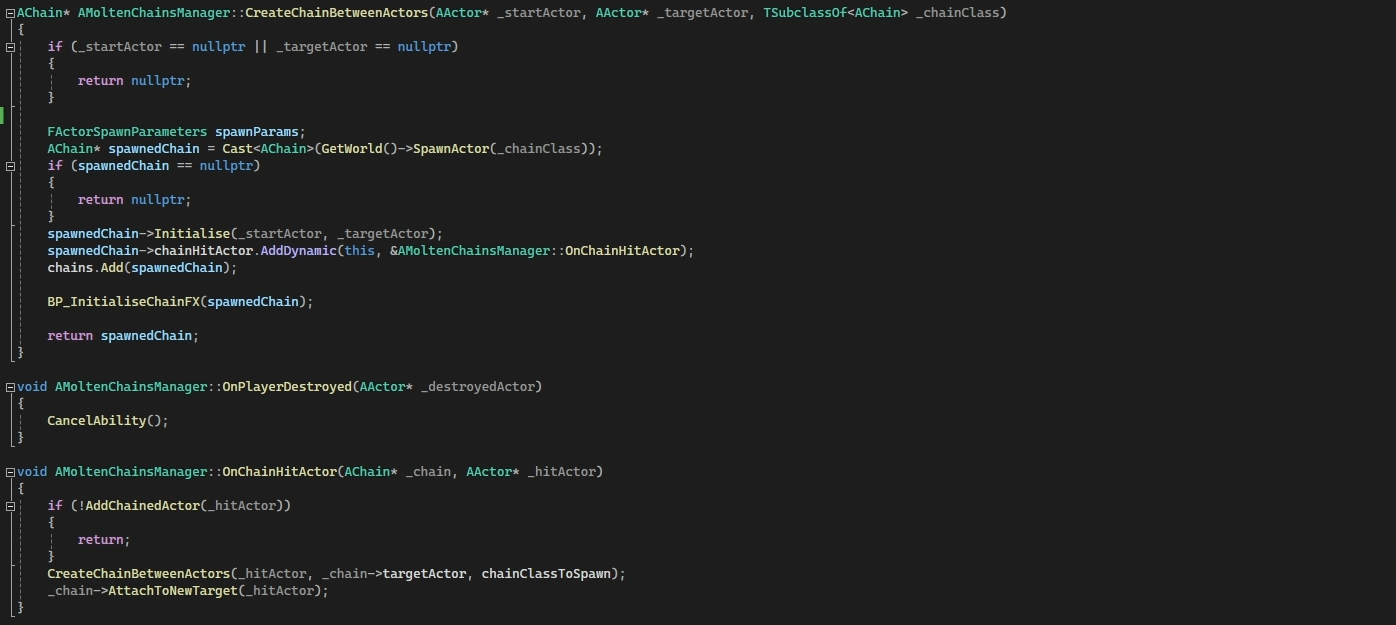 AChain* AMoltenChainsManager::CreateChainBetweenActors(AActor* _startActor, AActor* _targetActor, TSubclassOf<AChain> _chainClass)
{
    if (_startActor == nullptr || _targetActor == nullptr)
    {
        return nullptr;
    }

    FActorSpawnParameters spawnParams;
    AChain* spawnedChain = Cast<AChain>(GetWorld()->SpawnActor(_chainClass));
    if (spawnedChain == nullptr)
    {
        return nullptr;
    }
    spawnedChain->Initialise(_startActor, _targetActor);
    spawnedChain->chainHitActor.AddDynamic(this, &AMoltenChainsManager::OnChainHitActor);
    chains.Add(spawnedChain);

    BP_InitialiseChainFX(spawnedChain);

    return spawnedChain;
}

void AMoltenChainsManager::OnPlayerDestroyed(AActor* _destroyedActor)
{
    CancelAbility();
}

void AMoltenChainsManager::OnChainHitActor(AChain* _chain, AActor* _hitActor)
{
    if (!AddChainedActor(_hitActor))
    {
        return;
    }
    CreateChainBetweenActors(_hitActor, _chain->targetActor, chainClassToSpawn);
    _chain->AttachToNewTarget(_hitActor);
}